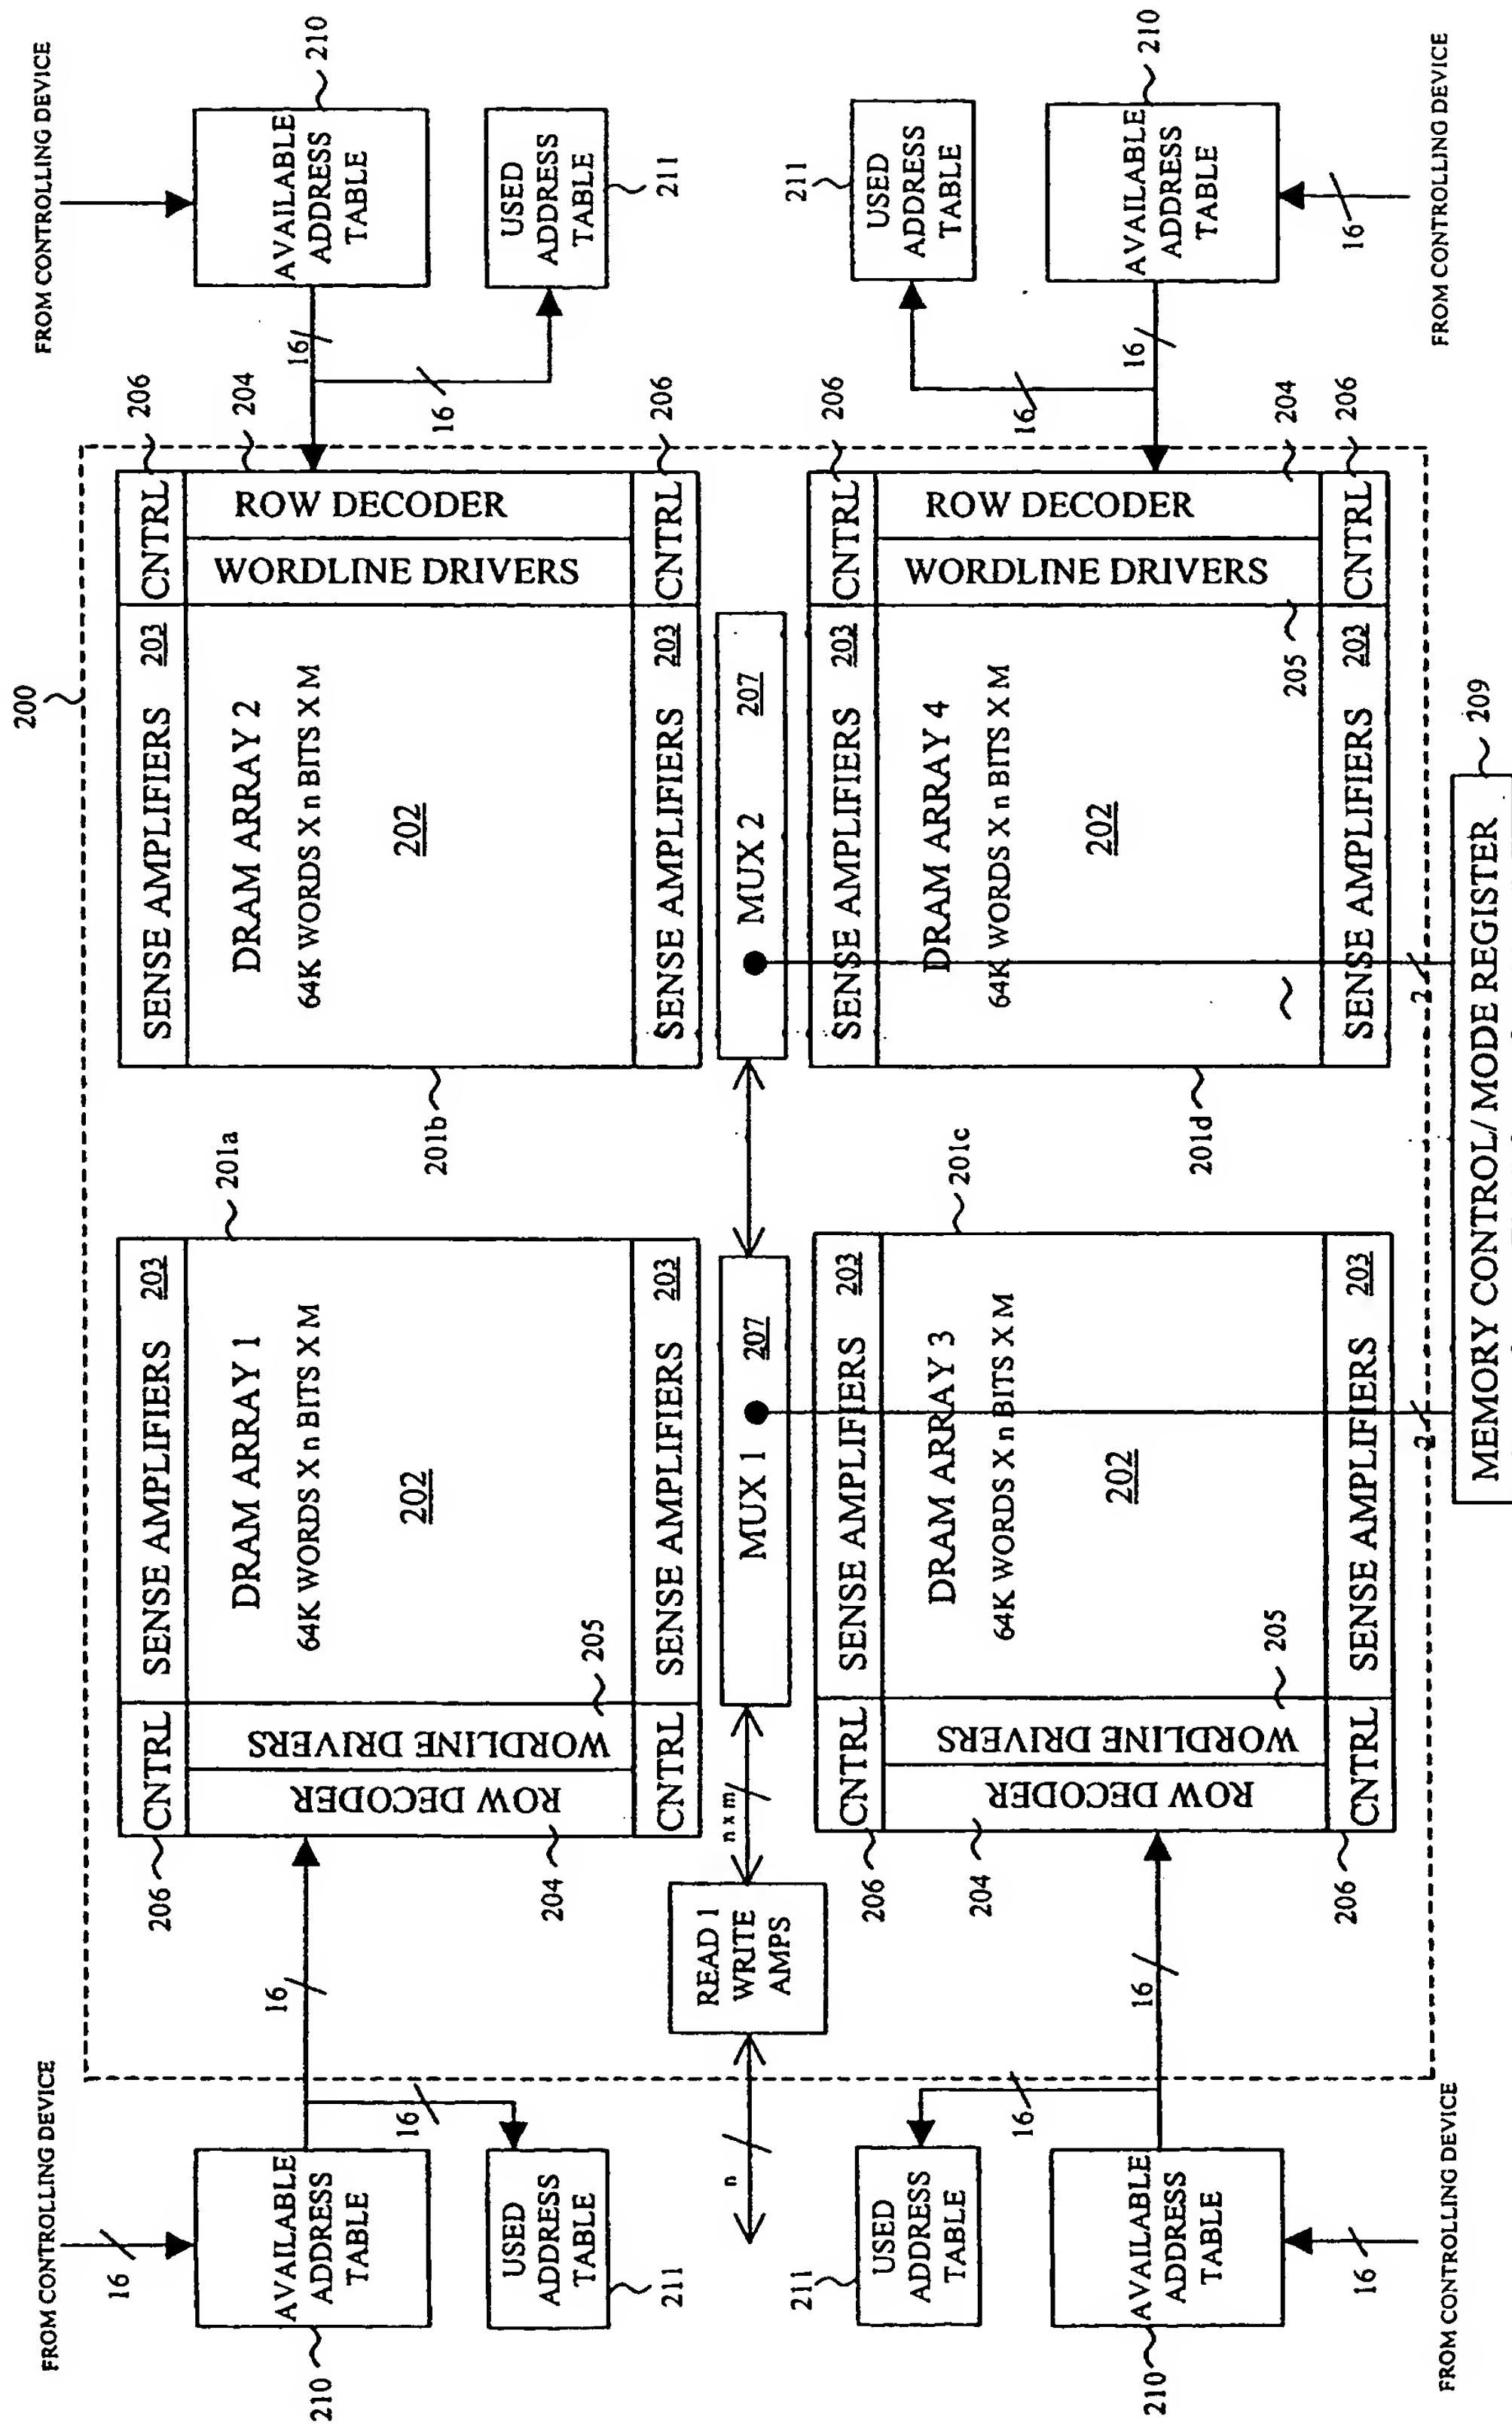 FROM CONTROLLING DEVICE
16
AVAILABLE
ADDRESS
TABLE
210
16
16
USED
ADDRESS
TABLE
211
200
206
CNTRL
SENSE AMPLIFIERS 203
ROW DECODER
204
WORDLINE DRIVERS
205
DRAM ARRAY 1
64K WORDS X n BITS X M
202
201a
CNTRL
SENSE AMPLIFIERS 203
SENSE AMPLIFIERS 203
CNTRL
206
DRAM ARRAY 2
64K WORDS X n BITS X M
202
201b
WORDLINE DRIVERS
ROW DECODER
204
SENSE AMPLIFIERS 203
CNTRL
206
FROM CONTROLLING DEVICE
AVAILABLE
ADDRESS
TABLE
210
16
16
USED
ADDRESS
TABLE
211
n
READ 1
WRITE
AMPS
n x m
MUX 1 207
MUX 2 207
211
USED
ADDRESS
TABLE
16
16
AVAILABLE
ADDRESS
TABLE
210
16
FROM CONTROLLING DEVICE
206
CNTRL
SENSE AMPLIFIERS 203
201c
204
ROW DECODER
WORDLINE DRIVERS
205
DRAM ARRAY 3
64K WORDS X n BITS X M
202
206
CNTRL
SENSE AMPLIFIERS 203
2
SENSE AMPLIFIERS 203
CNTRL
206
DRAM ARRAY 4
64K WORDS X n BITS X M
202
201d
205
WORDLINE DRIVERS
ROW DECODER
204
SENSE AMPLIFIERS 203
CNTRL
206
2
211
USED
ADDRESS
TABLE
16
16
AVAILABLE
ADDRESS
TABLE
210
16
FROM CONTROLLING DEVICE
MEMORY CONTROL/ MODE REGISTER
209